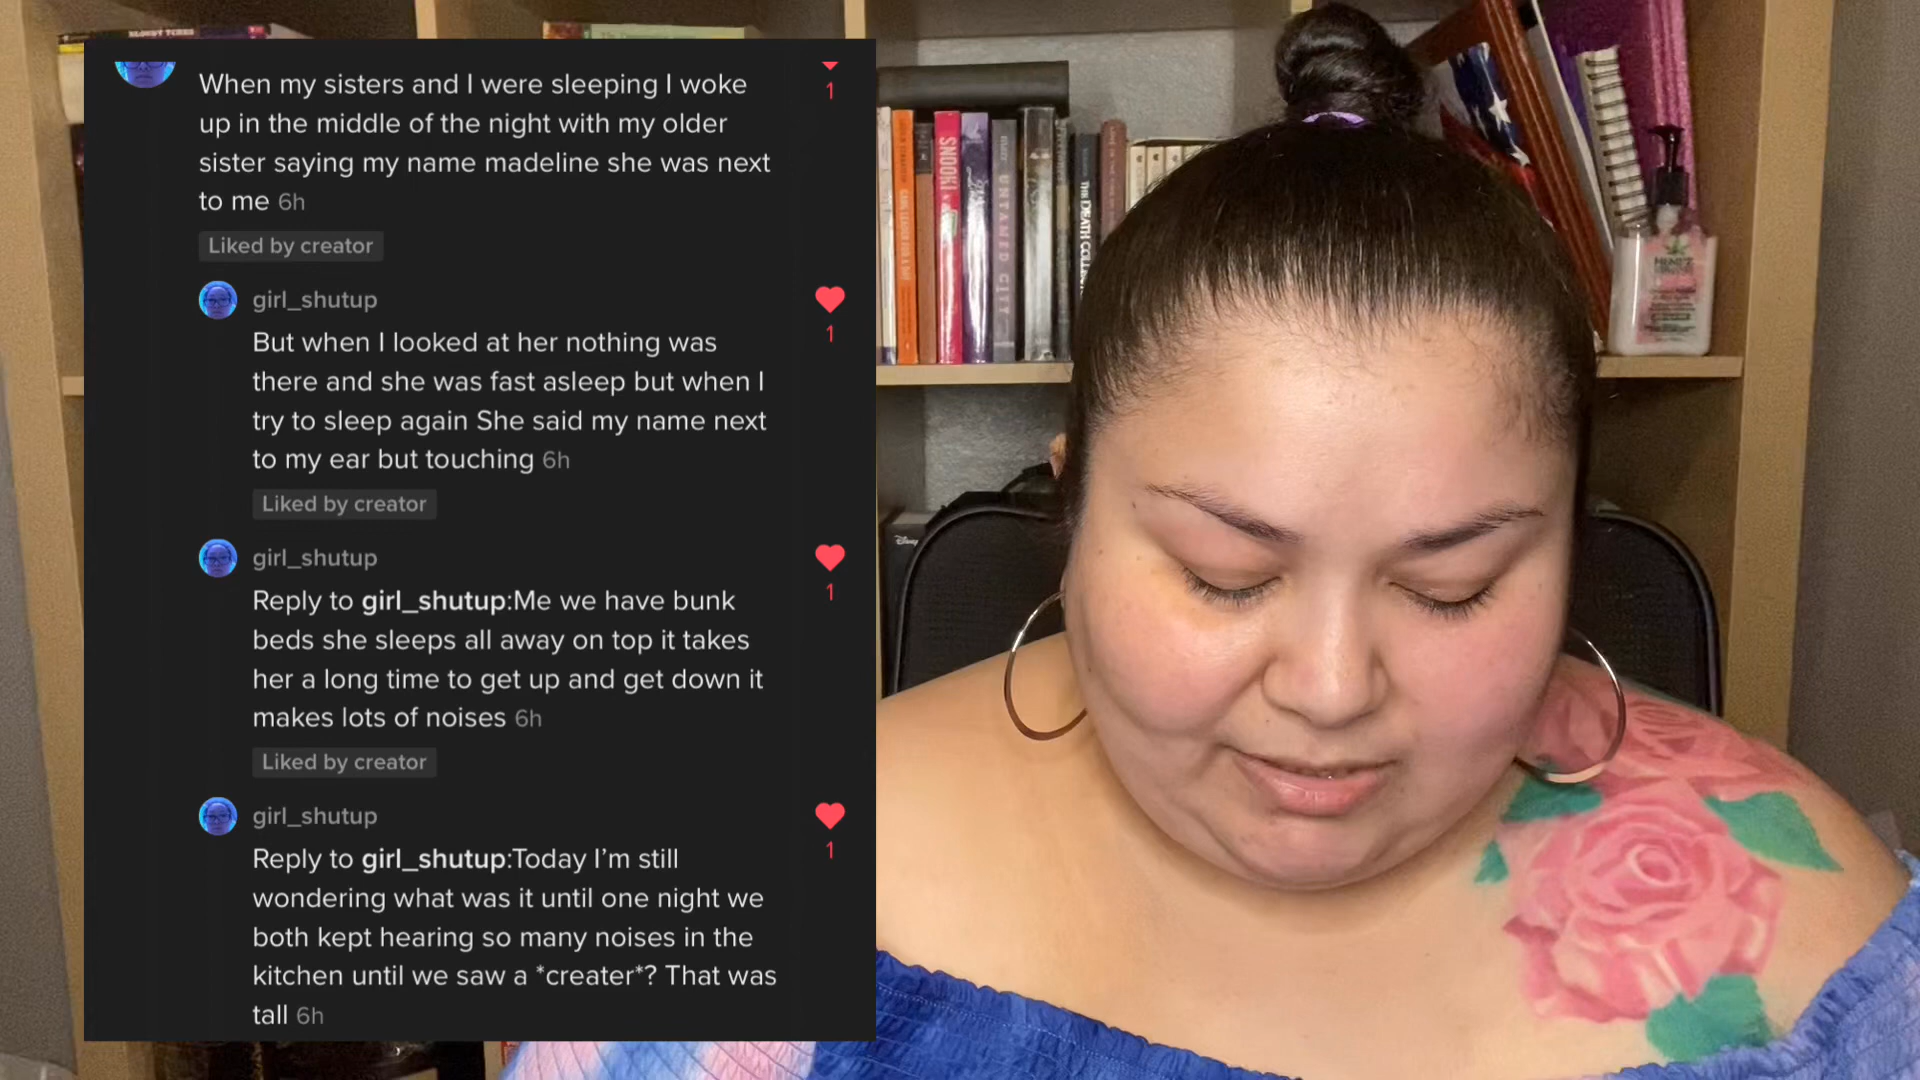 When my sisters and I were sleeping I woke
up in the middle of the night with my older
sister saying my name madeline she was next
to me 6h
1
Liked by creator
girl_shutup
But when I looked at her nothing was
there and she was fast asleep but when I
try to sleep again She said my name next
to my ear but touching 6h
1
Liked by creator
girl_shutup
Reply to girl_shutup:Me we have bunk
beds she sleeps all away on top it takes
her a long time to get up and get down it
makes lots of noises 6h
1
Liked by creator
girl_shutup
Reply to girl_shutup:Today I’m still
wondering what was it until one night we
both kept hearing so many noises in the
kitchen until we saw a *creater*? That was
tall 6h
1
SNOOKI
UNTAMED CITY
THE DEATH
Disney
HEMPZ